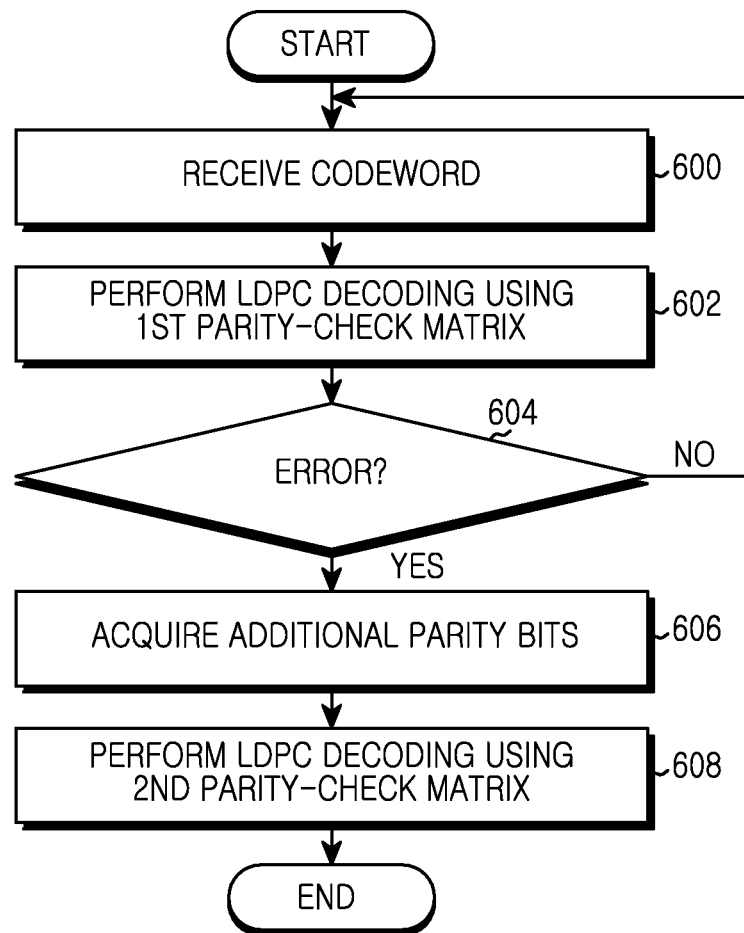 START
RECEIVE CODEWORD
600
PERFORM LDPC DECODING USING
1ST PARITY-CHECK MATRIX
602
604
ERROR?
NO
YES
ACQUIRE ADDITIONAL PARITY BITS
606
PERFORM LDPC DECODING USING
2ND PARITY-CHECK MATRIX
608
END